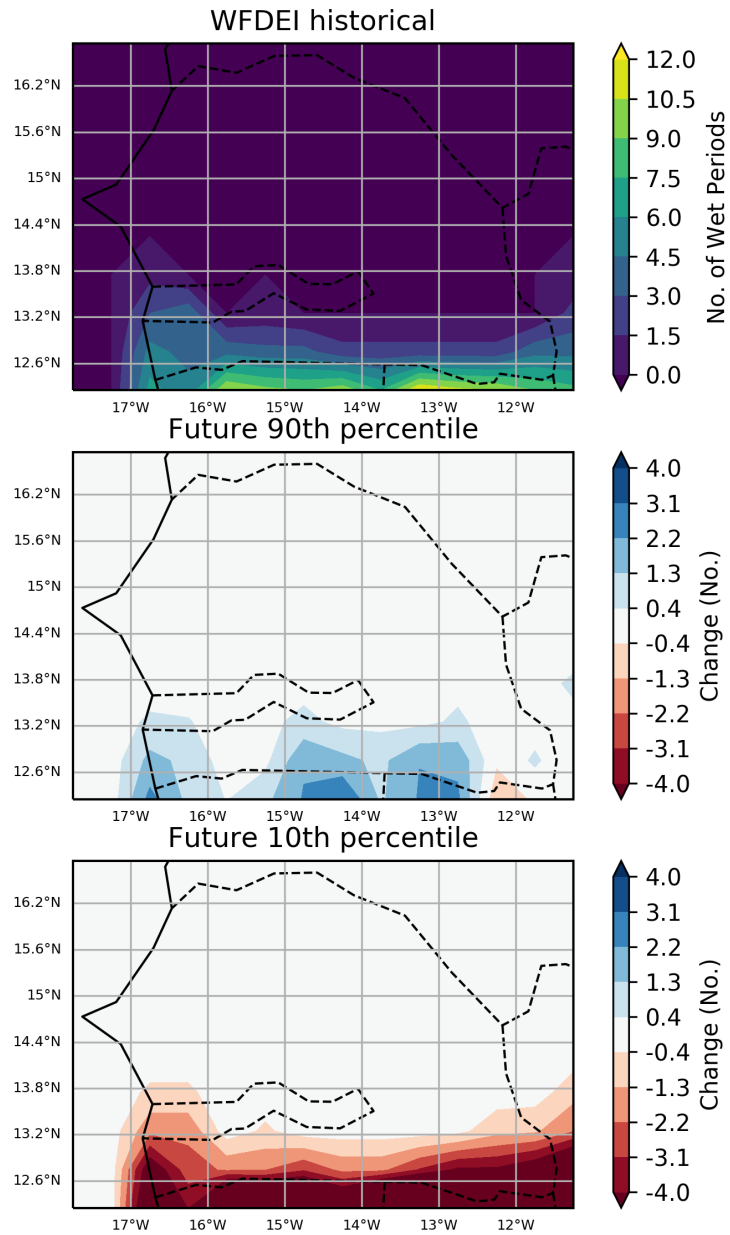 WFDEI historical
16.2°N
15.6°N
15°N
14.4°N
13.8°N
13.2°N
12.6°N
17°W 16°W 15°W 14°W 13°W 12°W
12.0
10.5
9.0
7.5
6.0
4.5
3.0
1.5
0.0
No. of Wet Periods
Future 90th percentile
16.2°N
15.6°N
15°N
14.4°N
13.8°N
13.2°N
12.6°N
17°W 16°W 15°W 14°W 13°W 12°W
4.0
3.1
2.2
1.3
0.4
-0.4
-1.3
-2.2
-3.1
-4.0
Change (No.)
Future 10th percentile
16.2°N
15.6°N
15°N
14.4°N
13.8°N
13.2°N
12.6°N
17°W 16°W 15°W 14°W 13°W 12°W
4.0
3.1
2.2
1.3
0.4
-0.4
-1.3
-2.2
-3.1
-4.0
Change (No.)